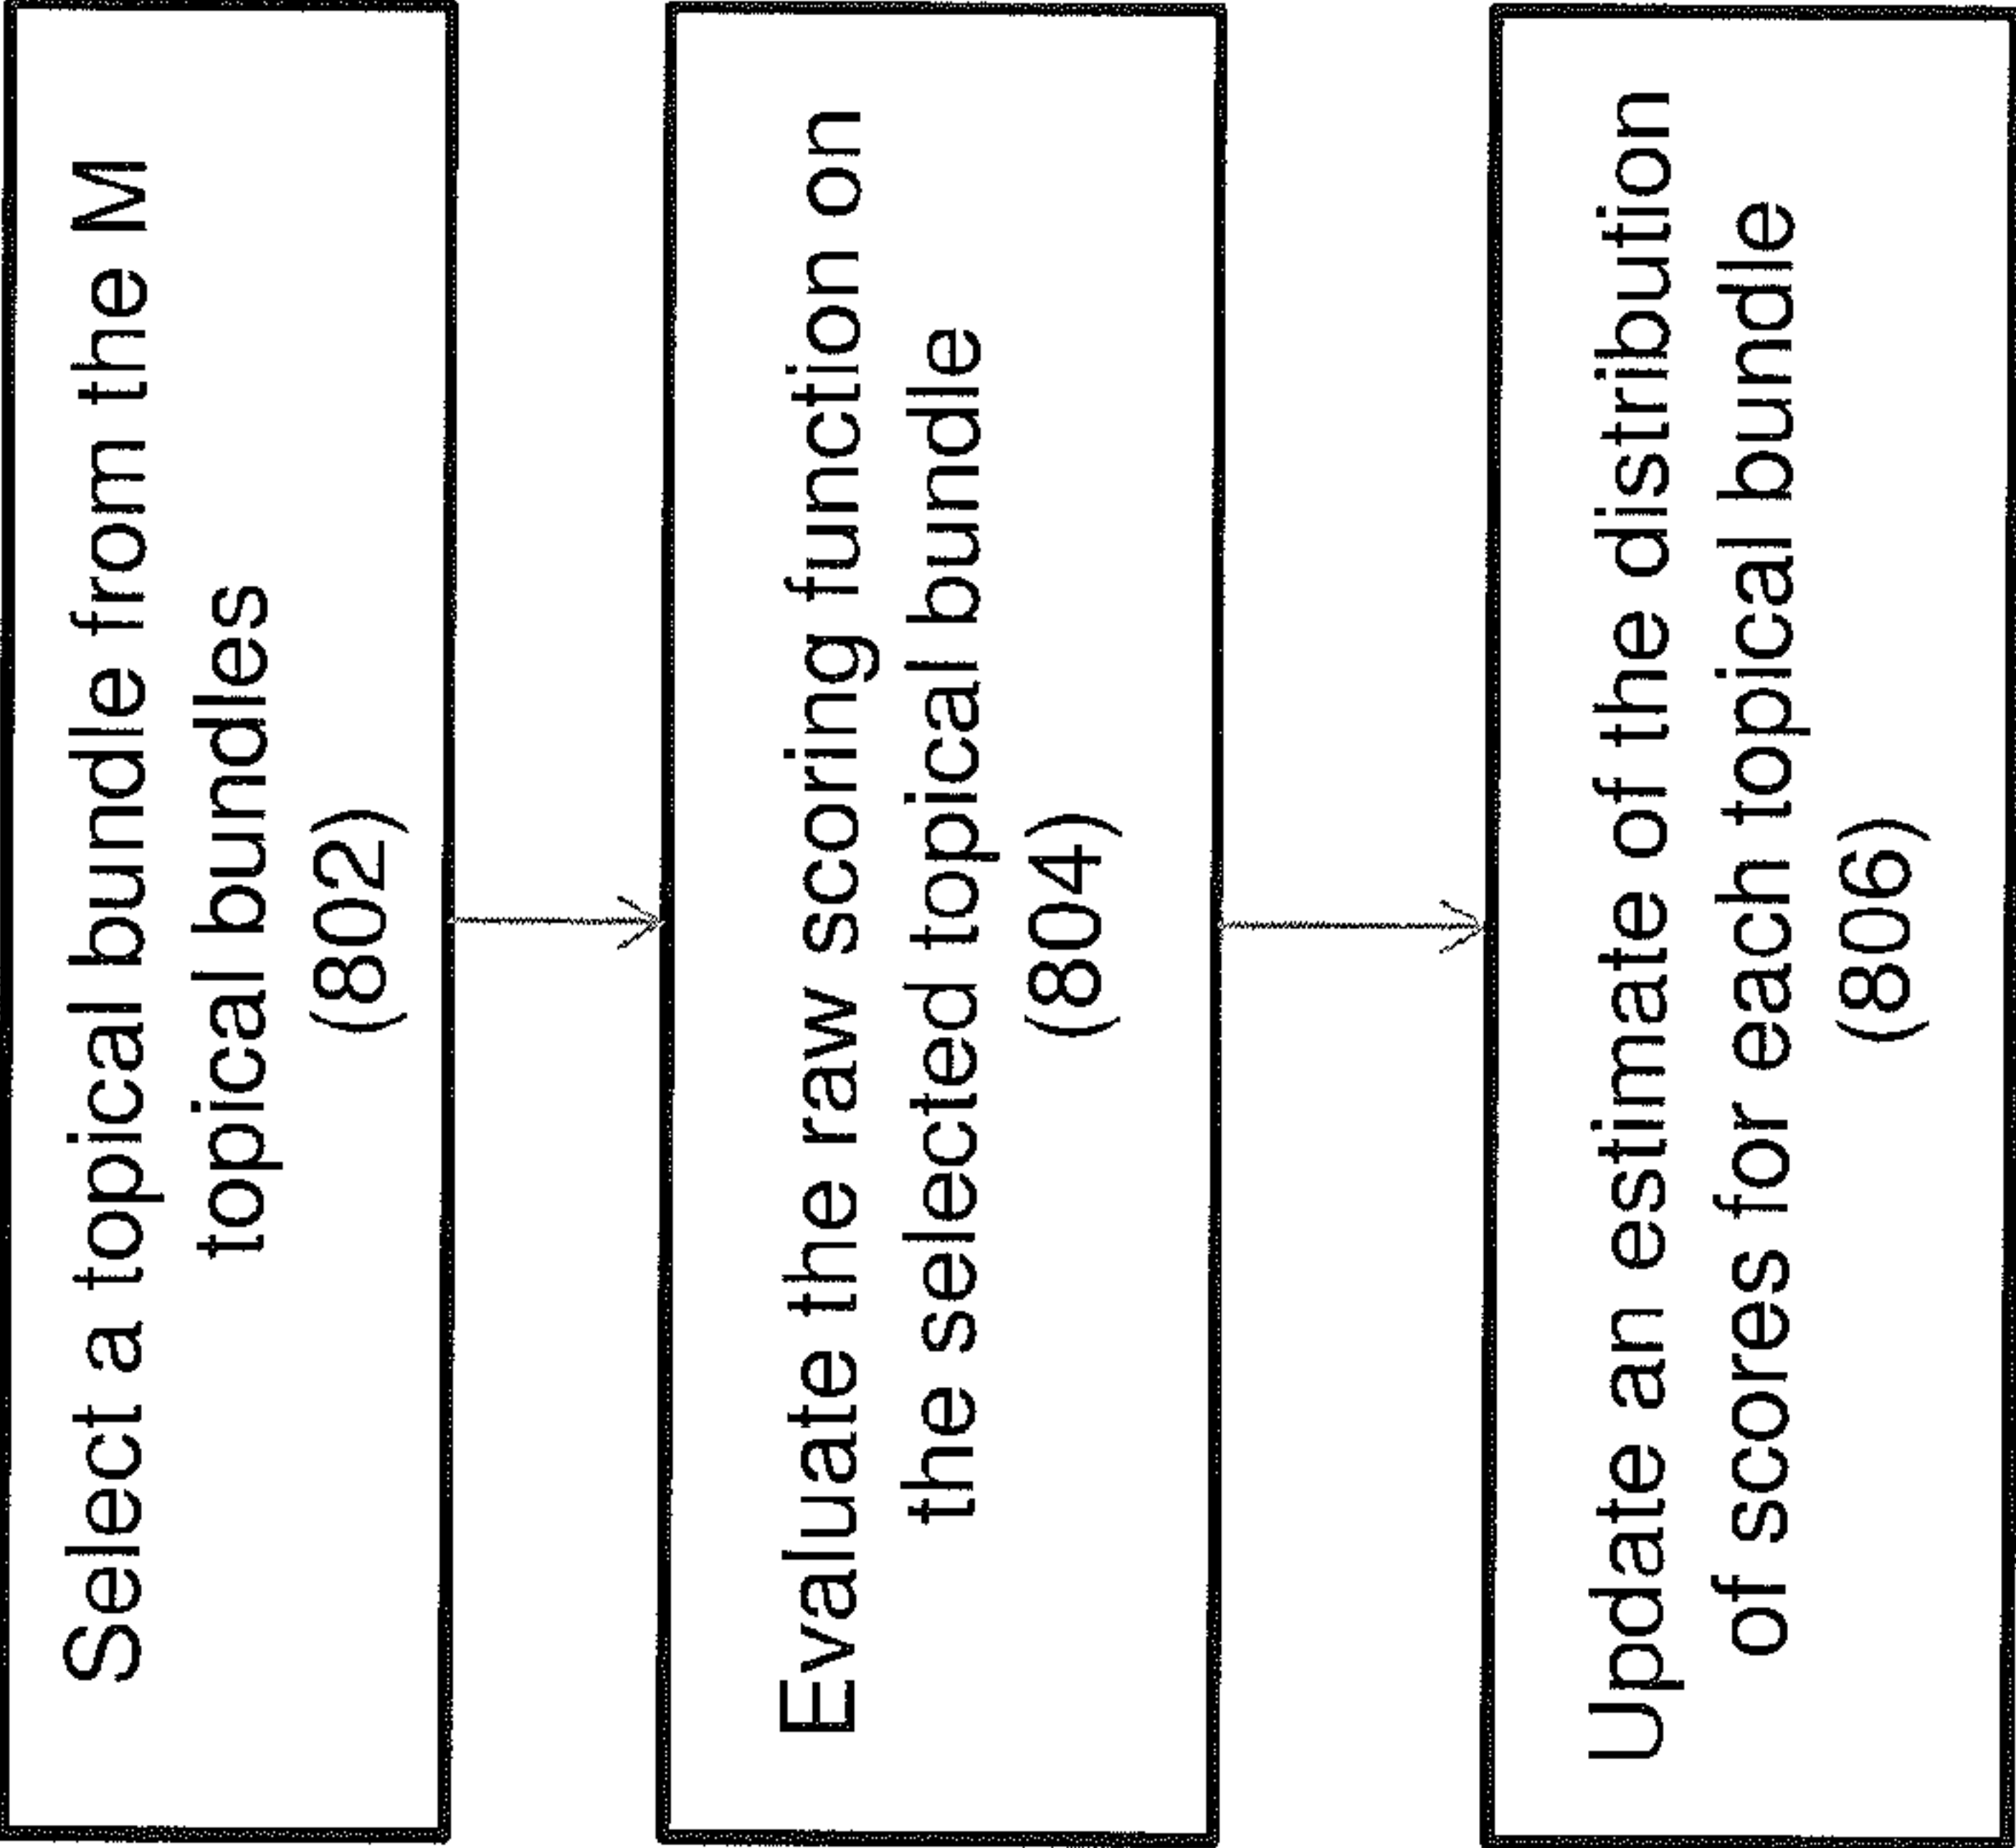 Select a topical bundle from the M
topical bundles
(802)
Evaluate the raw scoring function on
the selected topical bundle
(804)
Update an estimate of the distribution
of scores for each topical bundle
(806)